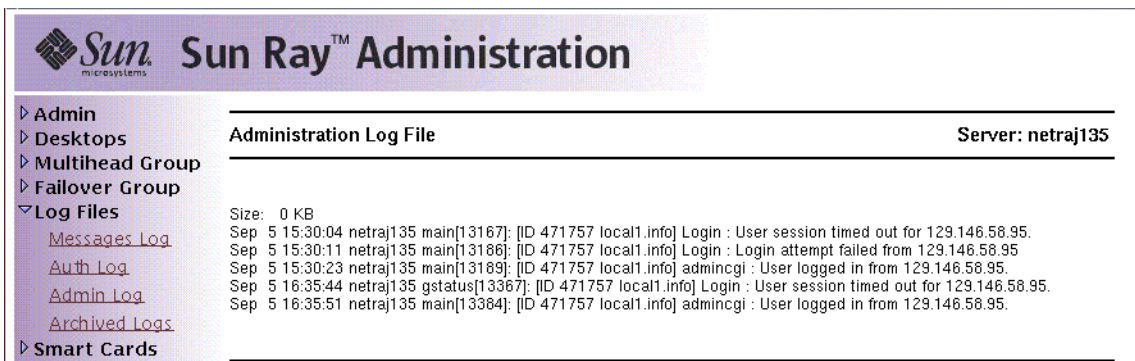 Sun microsystems Sun Ray™ Administration
Admin
Desktops
Multihead Group
Failover Group
Log Files
Messages Log
Auth Log
Admin Log
Archived Logs
Smart Cards
Administration Log File Server: netraj135
Size: 0 KB
Sep 5 15:30:04 netraj135 main[13167]: [ID 471757 local1.info] Login : User session timed out for 129.146.58.95.
Sep 5 15:30:11 netraj135 main[13186]: [ID 471757 local1.info] Login : Login attempt failed from 129.146.58.95
Sep 5 15:30:23 netraj135 main[13189]: [ID 471757 local1.info] admincgi : User logged in from 129.146.58.95.
Sep 5 16:35:44 netraj135 gstatus[13367]: [ID 471757 local1.info] Login : User session timed out for 129.146.58.95.
Sep 5 16:35:51 netraj135 main[13384]: [ID 471757 local1.info] admincgi : User logged in from 129.146.58.95.